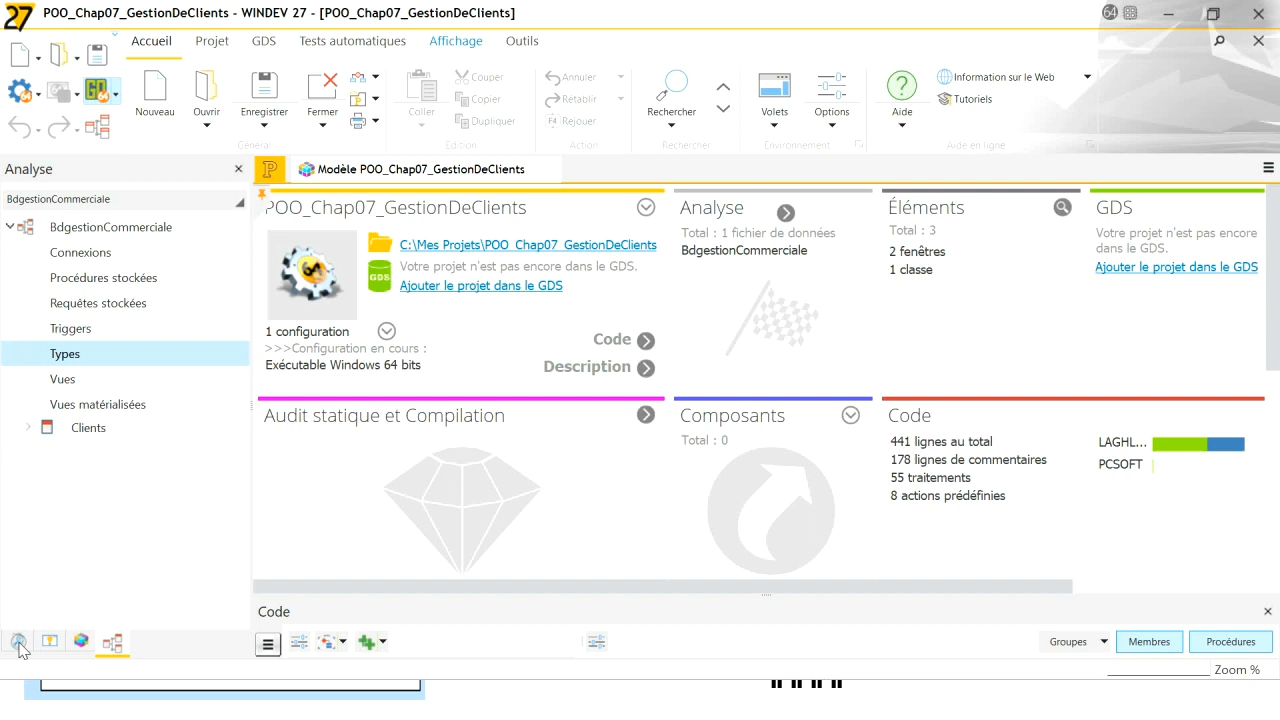 27 POO_Chap07_GestionDeClients - WINDEV 27 - [POO_Chap07_GestionDeClients]
64
Accueil Projet GDS Tests automatiques Affichage Outils
Nouveau Ouvrir Enregistrer Fermer
Général
Coller Couper Copier Dupliquer
Edition
Annuler Rétablir F4 Rejouer
Action
Rechercher
Rechercher
Volets Options
Environnement
Aide Information sur le Web Tutoriels
Aide en ligne
GO 64
Analyse
BdgestionCommerciale
BdgestionCommerciale
Connexions
Procédures stockées
Requêtes stockées
Triggers
Types
Vues
Vues matérialisées
Clients
P Modèle POO_Chap07_GestionDeClients
POO_Chap07_GestionDeClients
64
C:\Mes Projets\POO_Chap07_GestionDeClients
GDS Votre projet n'est pas encore dans le GDS.
Ajouter le projet dans le GDS
1 configuration
>>>Configuration en cours :
Exécutable Windows 64 bits
Code
Description
Analyse
Total : 1 fichier de données
BdgestionCommerciale
Éléments
Total : 3
2 fenêtres
1 classe
GDS
Votre projet n'est pas encore
dans le GDS.
Ajouter le projet dans le GDS
Audit statique et Compilation
Composants
Total : 0
Code
441 lignes au total
178 lignes de commentaires
55 traitements
8 actions prédéfinies
LAGHL...
PCSOFT
Code
Groupes Membres Procédures
Zoom %